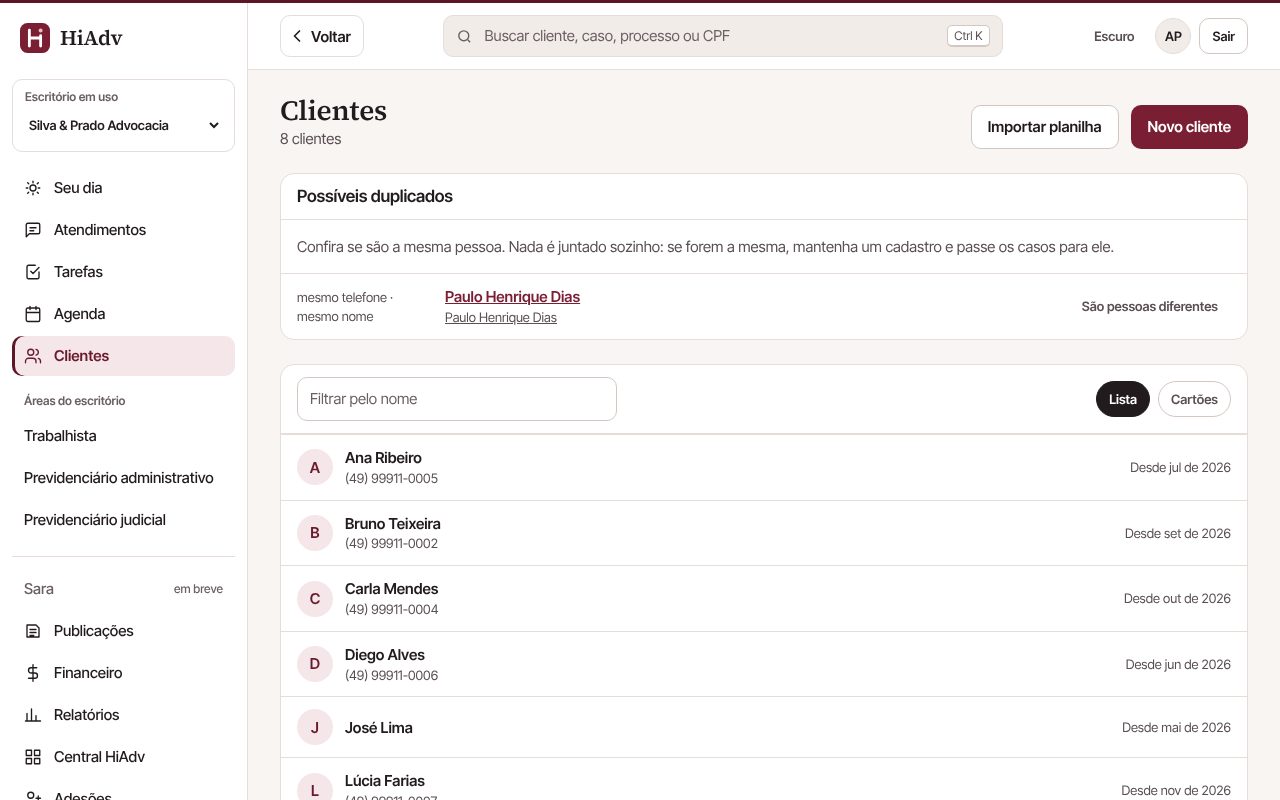 HiAdv
Voltar
Buscar cliente, caso, processo ou CPF
Ctrl K
Escuro
AP
Sair
Escritório em uso
Silva & Prado Advocacia
Seu dia
Atendimentos
Tarefas
Agenda
Clientes
Áreas do escritório
Trabalhista
Previdenciário administrativo
Previdenciário judicial
Sara
em breve
Publicações
Financeiro
Relatórios
Central HiAdv
Adesões
Clientes
8 clientes
Importar planilha
Novo cliente
Possíveis duplicados
Confira se são a mesma pessoa. Nada é juntado sozinho: se forem a mesma, mantenha um cadastro e passe os casos para ele.
mesmo telefone ·
mesmo nome
Paulo Henrique Dias
Paulo Henrique Dias
São pessoas diferentes
Filtrar pelo nome
Lista
Cartões
A
Ana Ribeiro
(49) 99911-0005
Desde jul de 2026
B
Bruno Teixeira
(49) 99911-0002
Desde set de 2026
C
Carla Mendes
(49) 99911-0004
Desde out de 2026
D
Diego Alves
(49) 99911-0006
Desde jun de 2026
J
José Lima
Desde mai de 2026
L
Lúcia Farias
(49) 99911-0007
Desde nov de 2026